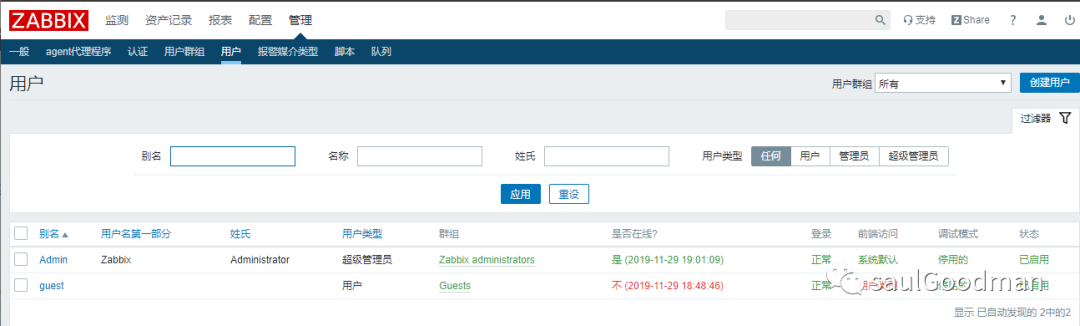 ZABBIX 监测 资产记录 报表 配置 管理 支持 Share ?
一般 agent代理程序 认证 用户群组 用户 报警媒介类型 脚本 队列
用户 用户群组 所有 创建用户
过滤器
别名 名称 姓氏 用户类型 任何 用户 管理员 超级管理员
应用 重设
别名 用户名第一部分 姓氏 用户类型 群组 是否在线? 登录 前端访问 调试模式 状态
Admin Zabbix Administrator 超级管理员 Zabbix administrators 是 (2019-11-29 19:01:09) 正常 系统默认 停用的 已启用
guest 用户 Guests 不 (2019-11-29 18:48:46) 正常
saulGoodman
显示 已自动发现的 2中的2